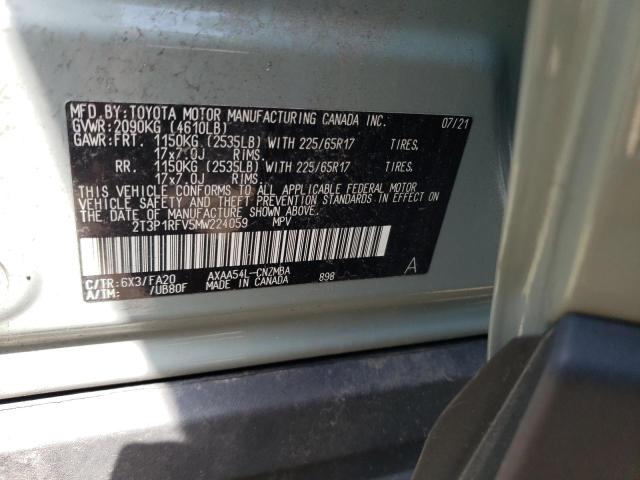 MFD. BY: TOYOTA MOTOR MANUFACTURING CANADA INC. 07/21
GVWR: 2090KG (4610LB)
GAWR: FRT. 1150KG (2535LB) WITH 225/65R17 TIRES.
17x7.0J RIMS.
RR. 1150KG (2535LB) WITH 225/65R17 TIRES.
17x7.0J RIMS.
THIS VEHICLE CONFORMS TO ALL APPLICABLE FEDERAL MOTOR
VEHICLE SAFETY AND THEFT PREVENTION STANDARDS IN EFFECT ON
THE DATE OF MANUFACTURE SHOWN ABOVE.
2T3P1RFV5MW224059 MPV
C/TR: 6X3/FA20 AXAA54L-CNZMBA 898 A
A/TM: /UB80F MADE IN CANADA